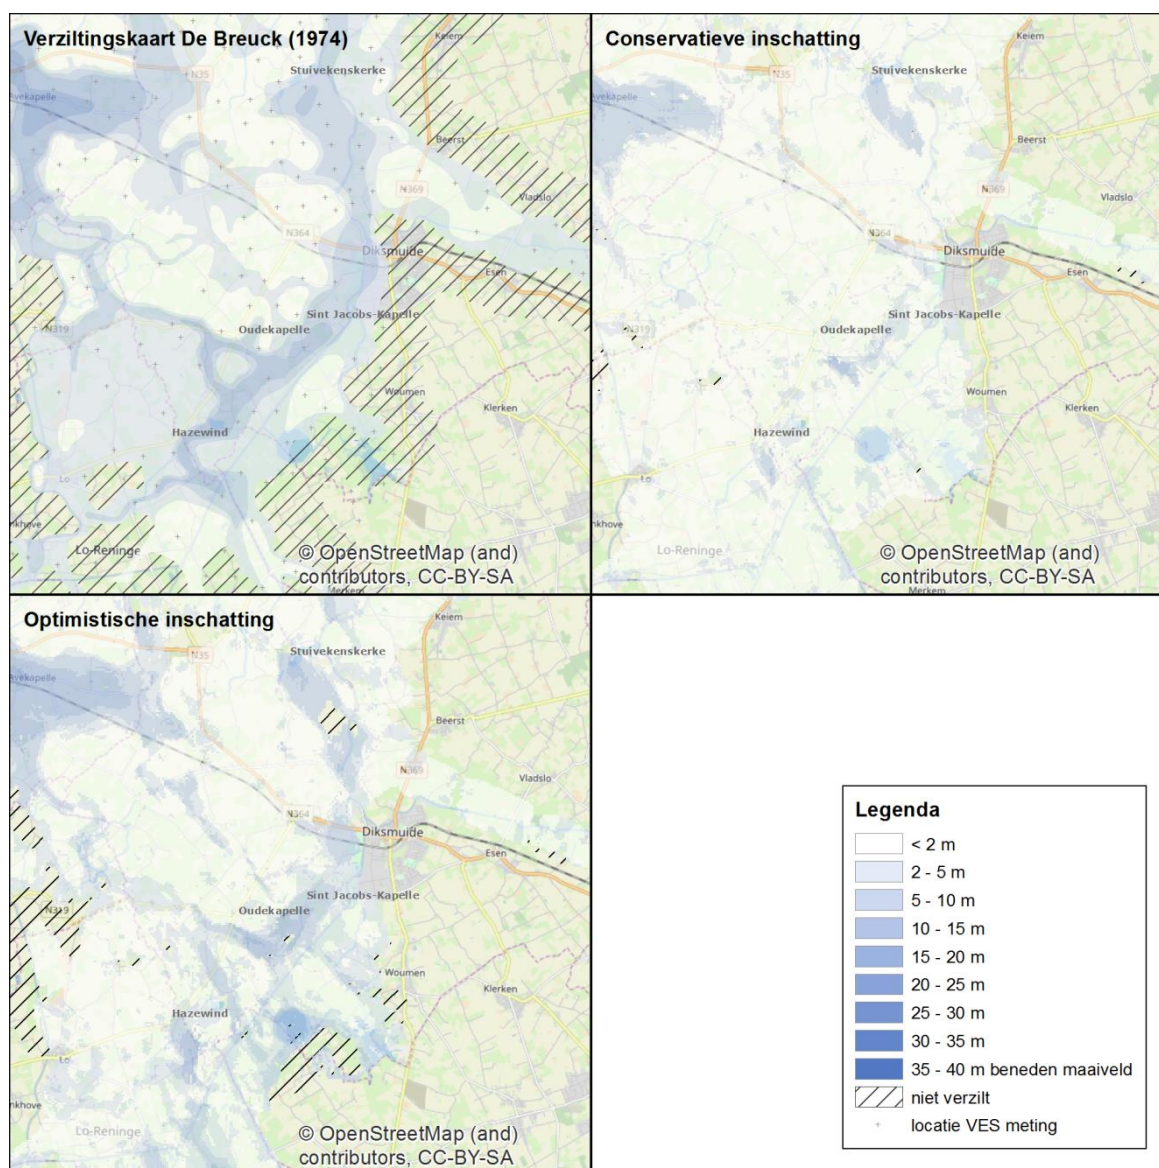 Verziltingskaart De Breuck (1974)
Keiem
N35
Stuivekenskerke
Avekapelle
Beerst
N369
Vladslo
N364
Diksmuide
Esen
Sint Jacobs-Kapelle
N319
Oudekapelle
Woumen
Klerken
Hazewind
Lo
nkhove
Lo-Reninge
© OpenStreetMap (and)
contributors, CC-BY-SA
Merkem
Conservatieve inschatting
Keiem
N35
Stuivekenskerke
Avekapelle
Beerst
N369
Vladslo
N364
Diksmuide
Esen
Sint Jacobs-Kapelle
N319
Oudekapelle
Woumen
Klerken
Hazewind
Lo
nkhove
Lo-Reninge
© OpenStreetMap (and)
contributors, CC-BY-SA
Merkem
Optimistische inschatting
Keiem
N35
Stuivekenskerke
Avekapelle
Beerst
N369
Vladslo
N364
Diksmuide
Esen
Sint Jacobs-Kapelle
N319
Oudekapelle
Woumen
Klerken
Hazewind
Lo
nkhove
Lo-Reninge
© OpenStreetMap (and)
contributors, CC-BY-SA
Legenda
< 2 m
2 - 5 m
5 - 10 m
10 - 15 m
15 - 20 m
20 - 25 m
25 - 30 m
30 - 35 m
35 - 40 m beneden maaiveld
niet verzilt
locatie VES meting